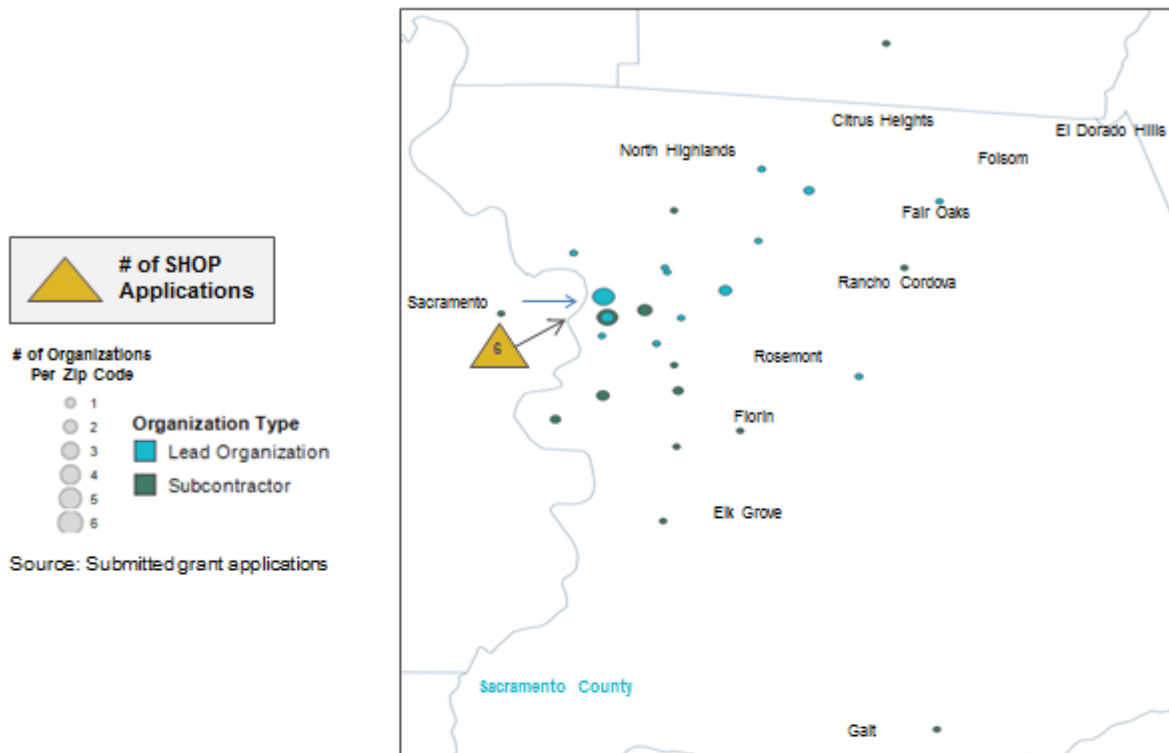 # of SHOP
Applications
# of Organizations
Per Zip Code
1
2
3
4
5
6
Organization Type
Lead Organization
Subcontractor
Source: Submitted grant applications
Citrus Heights
El Dorado Hills
North Highlands
Folsom
Fair Oaks
Rancho Cordova
Sacramento
6
Rosemont
Florin
Elk Grove
Sacramento County
Galt